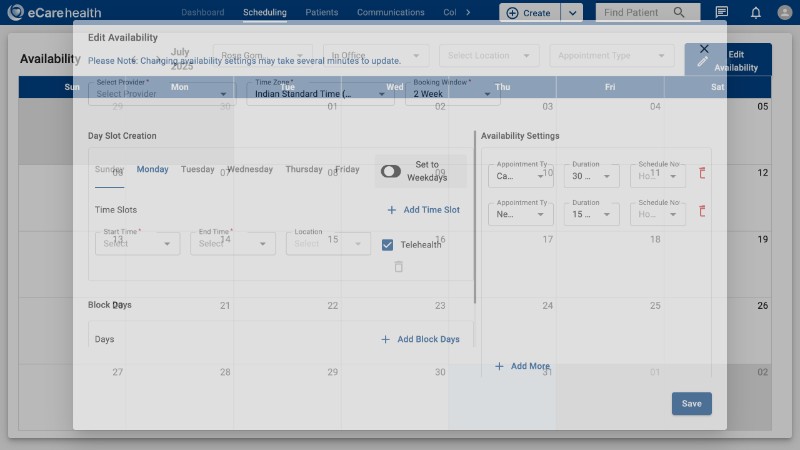 eCarehealth
Dashboard Scheduling Patients Communications Col
Create
Find Patient
Edit Availability
Availability
July 2025
Rose Gom...
In Office
Select Location
Appointment Type
Edit Availability
Please Note: Changing availability settings may take several minutes to update.
Sun Mon Tue Wed Thu Fri Sat
Select Provider *
Select Provider
Time Zone *
Indian Standard Time (...
Booking Window *
2 Week
29 30 01 02 03 04 05
Day Slot Creation
Availability Settings
Sunday Monday Tuesday Wednesday Thursday Friday
Set to Weekdays
06 07 08 09 10 11 12
Appointment Ty
Ca...
Duration
30 ...
Schedule No
Ho...
Time Slots
Add Time Slot
Appointment Ty
Ne...
Duration
15 ...
Schedule No
Ho...
Start Time *
Select
End Time *
Select
Location
Select
Telehealth
13 14 15 16 17 18 19
Block Days
20 21 22 23 24 25 26
Days
Add Block Days
Add More
27 28 29 30 31 01 02
Save